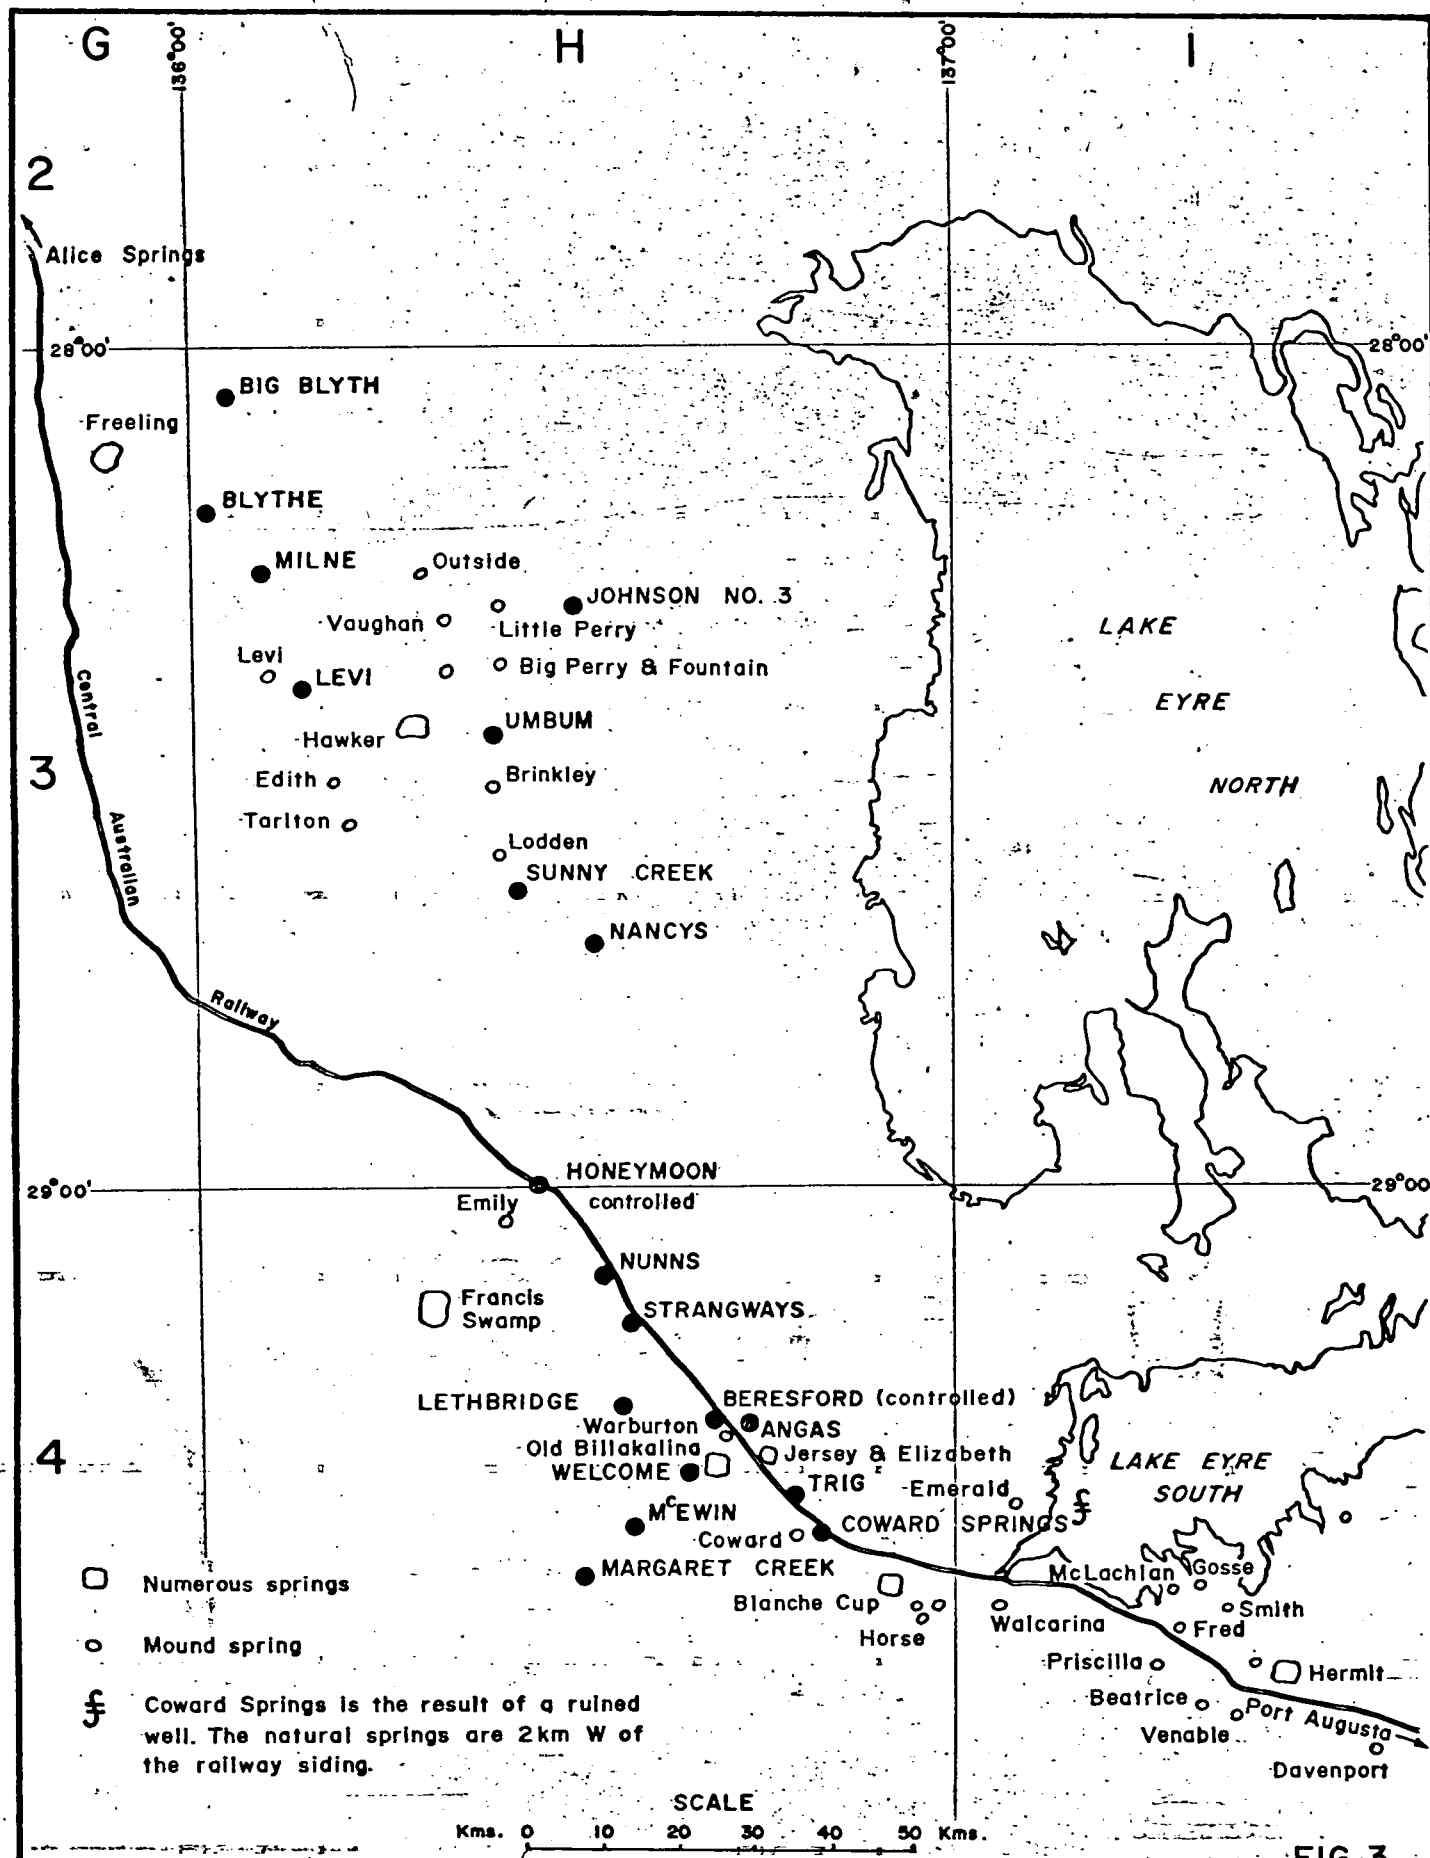 G
H
I
136°00'
137°00'
2
Alice Springs
28°00'
28°00'
BIG BLYTH
Freeling
BLYTHE
MILNE
Outside
JOHNSON NO. 3
Vaughan
Little Perry
LAKE
Levi
LEVI
Big Perry & Fountain
Central
EYRE
UMBUM
Hawker
3
Edith
Brinkley
NORTH
Tarlton
Australian
Lodden
SUNNY CREEK
NANCYS
Railway
HONEYMOON
controlled
29°00'
29°00
Emily
NUNNS
Francis
Swamp
STRANGWAYS
LETHBRIDGE
BERESFORD (controlled)
Warburton
ANGAS
4
Old Billakalina
Jersey & Elizabeth
LAKE EYRE
SOUTH
WELCOME
TRIG
Emerald
McEWIN
COWARD SPRINGS
Coward
MARGARET CREEK
McLachlan
Gosse
Numerous springs
Blanche Cup
Smith
Horse
Walcarina
Fred
Mound spring
Priscilla
Hermit
Coward Springs is the result of a ruined
well. The natural springs are 2km W of
the railway siding.
Beatrice
Port Augusta
Venable
Davenport
SCALE
Kms. 0 10 20 30 40 50 Kms.
FIG. 3